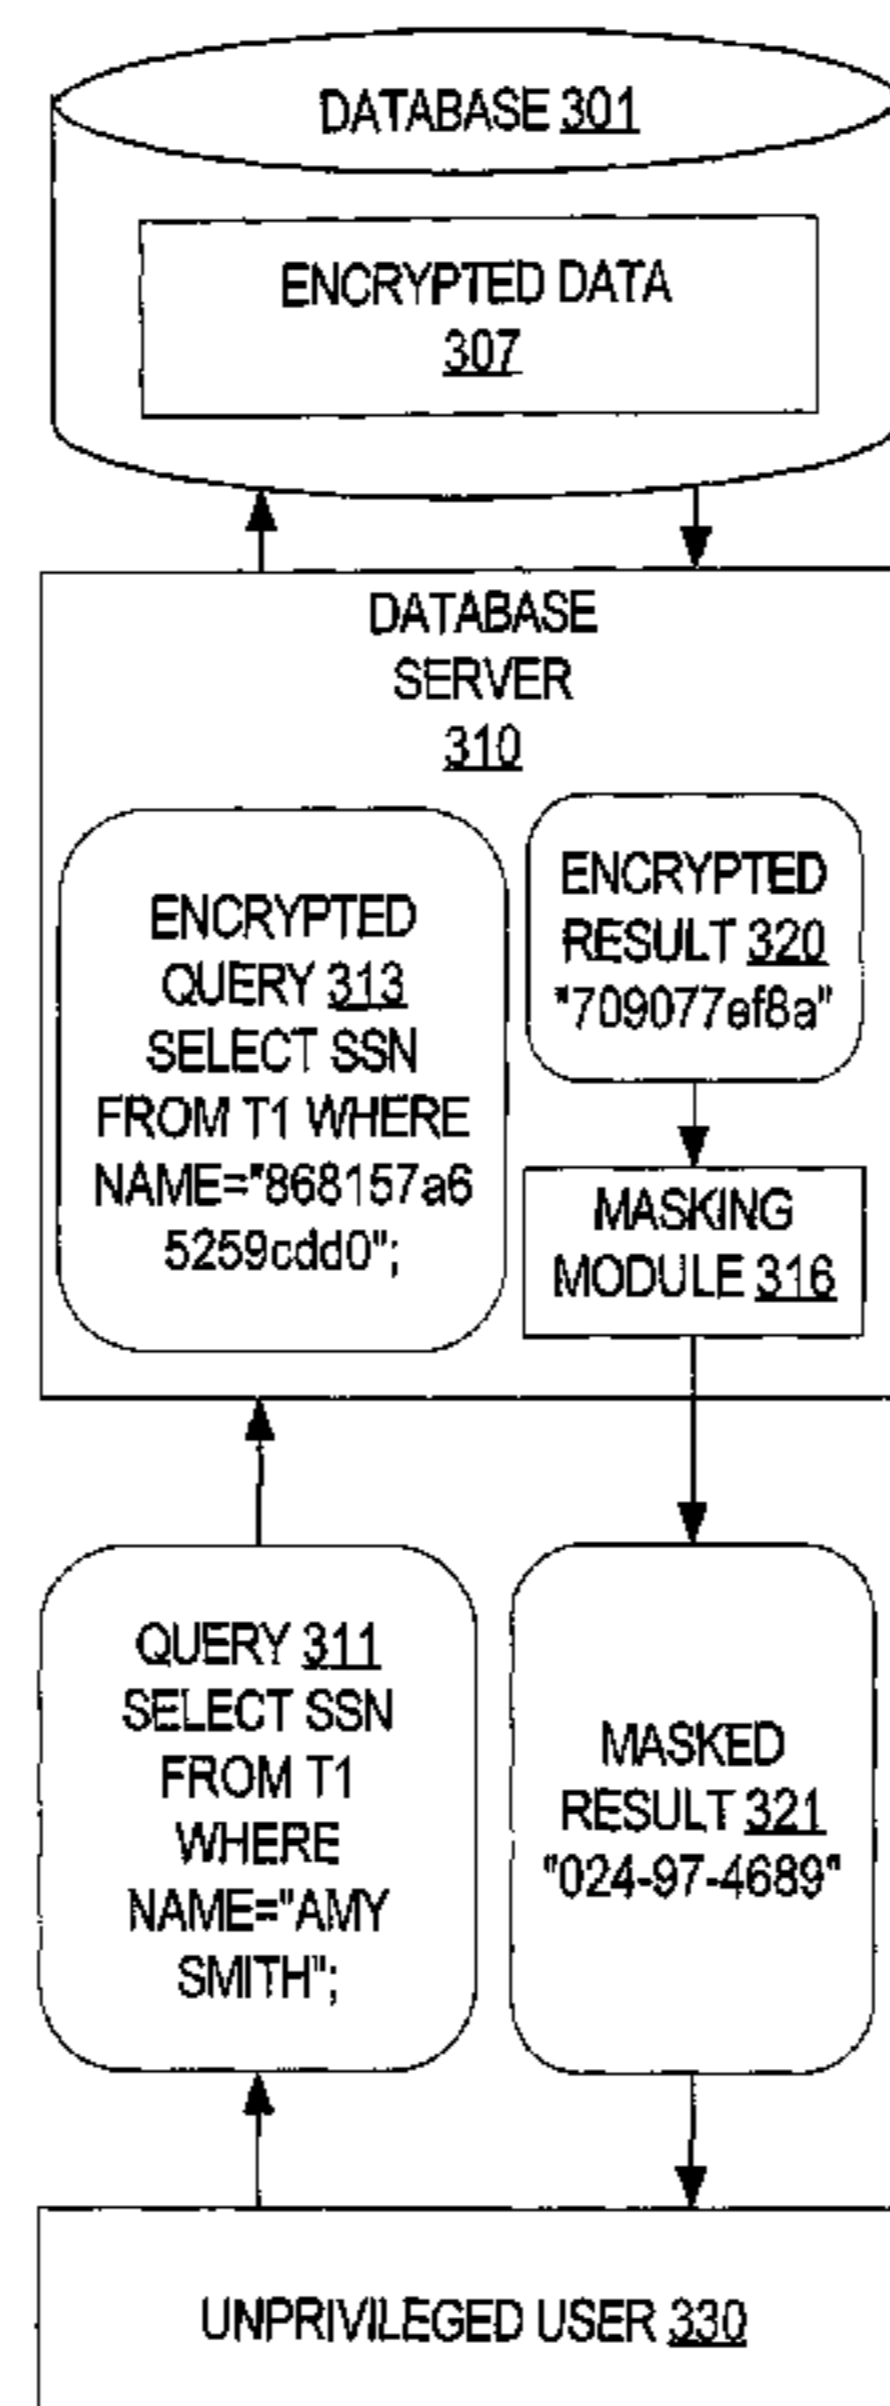 DATABASE 301
ENCRYPTED DATA
307
DATABASE
SERVER
310
ENCRYPTED
QUERY 313
SELECT SSN
FROM T1 WHERE
NAME="868157a6
5259cdd0";
ENCRYPTED
RESULT 320
"709077ef8a"
MASKING
MODULE 316
QUERY 311
SELECT SSN
FROM T1
WHERE
NAME="AMY
SMITH";
MASKED
RESULT 321
"024-97-4689"
UNPRIVILEGED USER 330